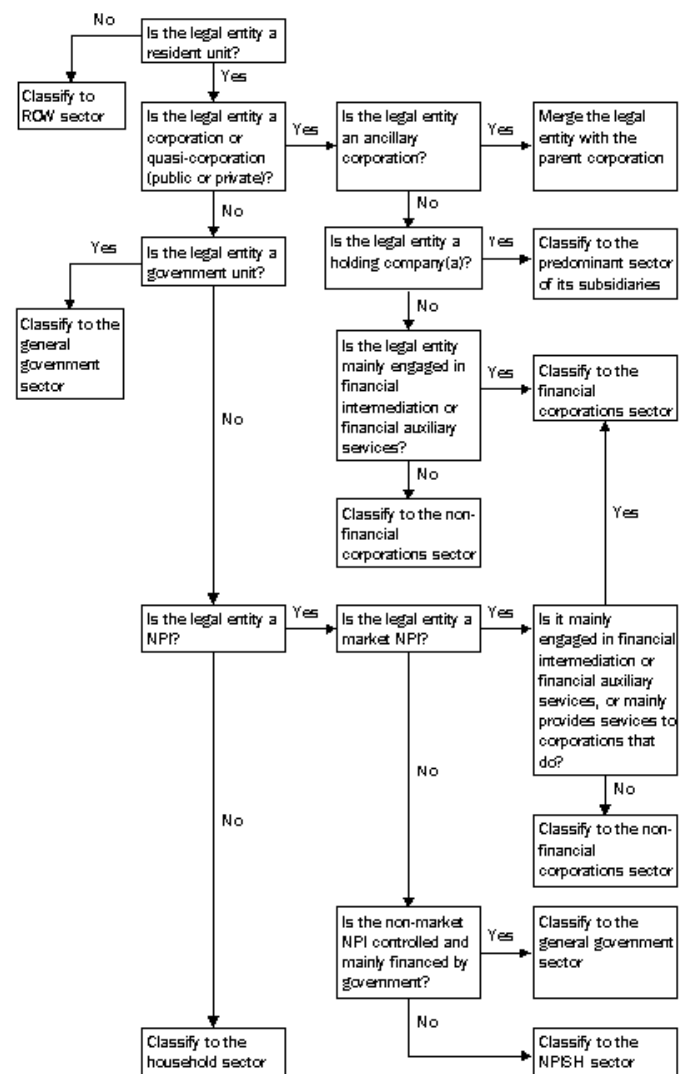 No
Is the legal entity a
resident unit?
Yes
Classify to
ROW sector
Is the legal entity a
corporation or
quasi-corporation
(public or private)?
Yes
Is the legal entity
an ancillary
corporation?
Yes
Merge the legal
entity with the
parent corporation
No
No
Yes
Is the legal entity a
government unit?
Is the legal entity a
holding company(a)?
Yes
Classify to the
predominant sector
of its subsidiaries
Classify to the
general
government
sector
No
No
Is the legal entity
mainly engaged in
financial
intermediation or
financial auxiliary
services?
Yes
Classify to the
financial
corporations sector
No
Yes
Classify to the non-
financial
corporations sector
Is the legal entity a
NPI?
Yes
Is the legal entity a
market NPI?
Yes
Is it mainly
engaged in financial
intermediation or
financial auxiliary
services, or mainly
provides services to
corporations that
do?
No
No
No
Classify to the non-
financial
corporations sector
Is the non-market
NPI controlled and
mainly financed by
government?
Yes
Classify to the
general government
sector
No
Classify to the
household sector
Classify to the
NPISH sector